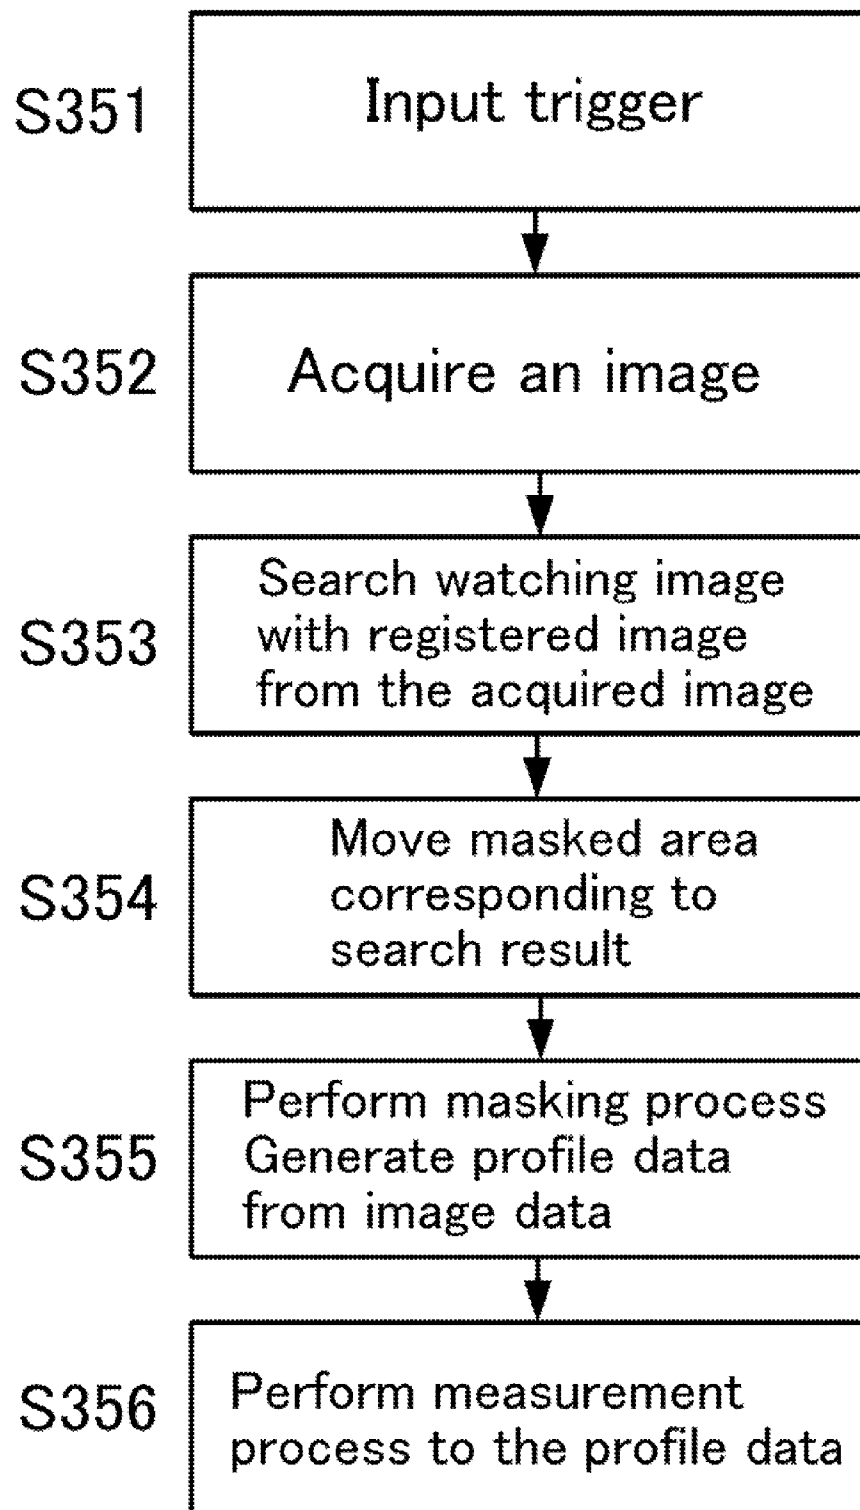 S351
Input trigger
S352
Acquire an image
S353
Search watching image
with registered image
from the acquired image
S354
Move masked area
corresponding to
search result
S355
Perform masking process
Generate profile data
from image data
S356
Perform measurement
process to the profile data